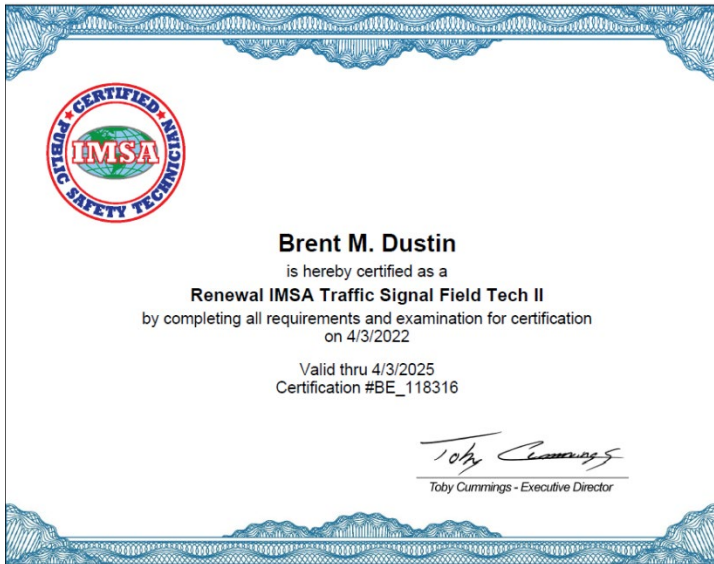 CERTIFIED
PUBLIC SAFETY TECHNICIAN
IMSA
Brent M. Dustin
is hereby certified as a
Renewal IMSA Traffic Signal Field Tech II
by completing all requirements and examination for certification
on 4/3/2022
Valid thru 4/3/2025
Certification #BE_118316
Toby Cummings
Toby Cummings - Executive Director